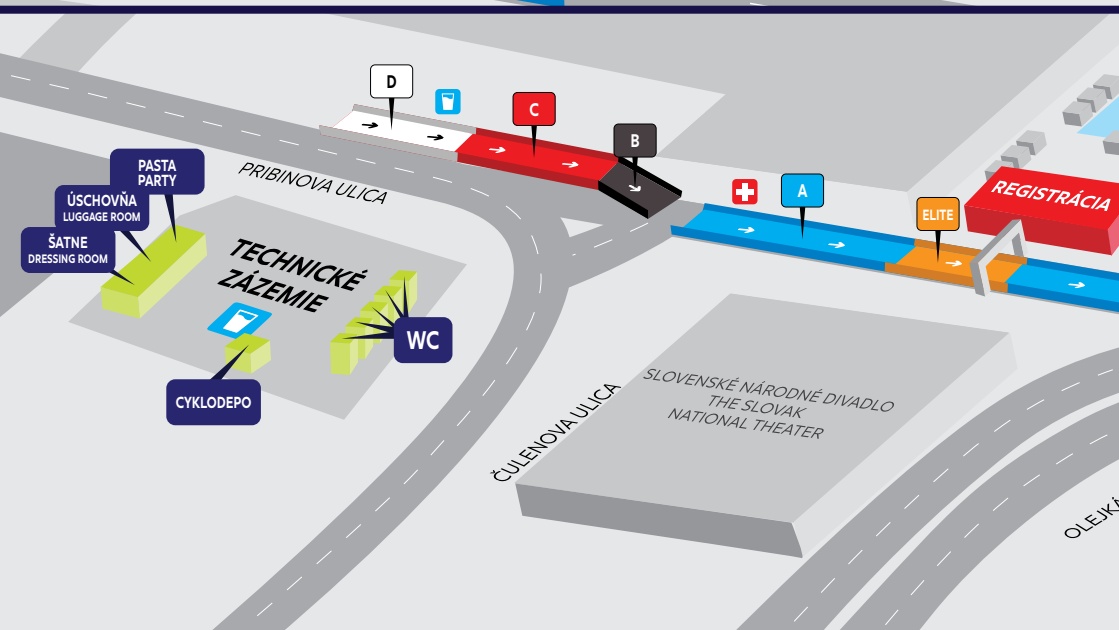 D
C
B
A
ELITE
REGISTRÁCIA
PRIBINOVA ULICA
PASTA
PARTY
ÚSCHOVŇA
LUGGAGE ROOM
ŠATNE
DRESSING ROOM
TECHNICKÉ
ZÁZEMIE
WC
CYKLODEPO
ČULENOVA ULICA
SLOVENSKÉ NÁRODNÉ DIVADLO
THE SLOVAK
NATIONAL THEATER